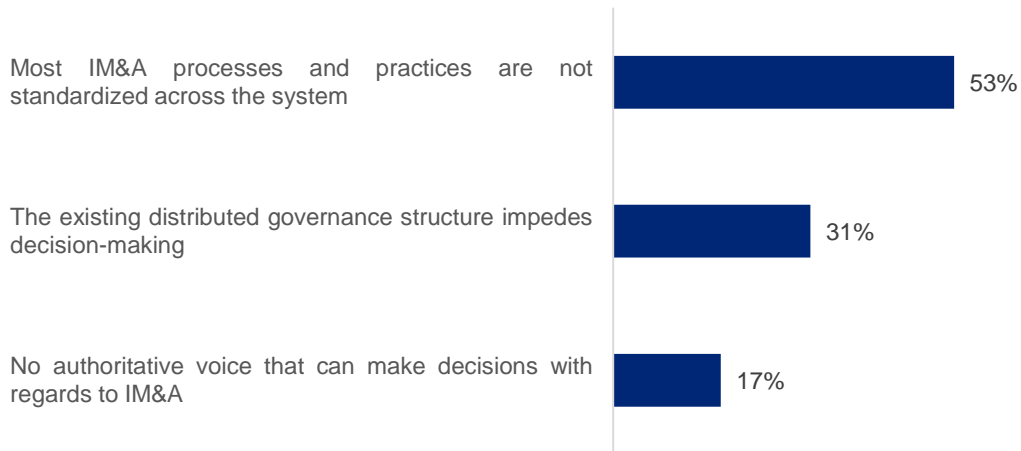 Most IM&A processes and practices are not
standardized across the system
53%
The existing distributed governance structure impedes
decision-making
31%
No authoritative voice that can make decisions with
regards to IM&A
17%